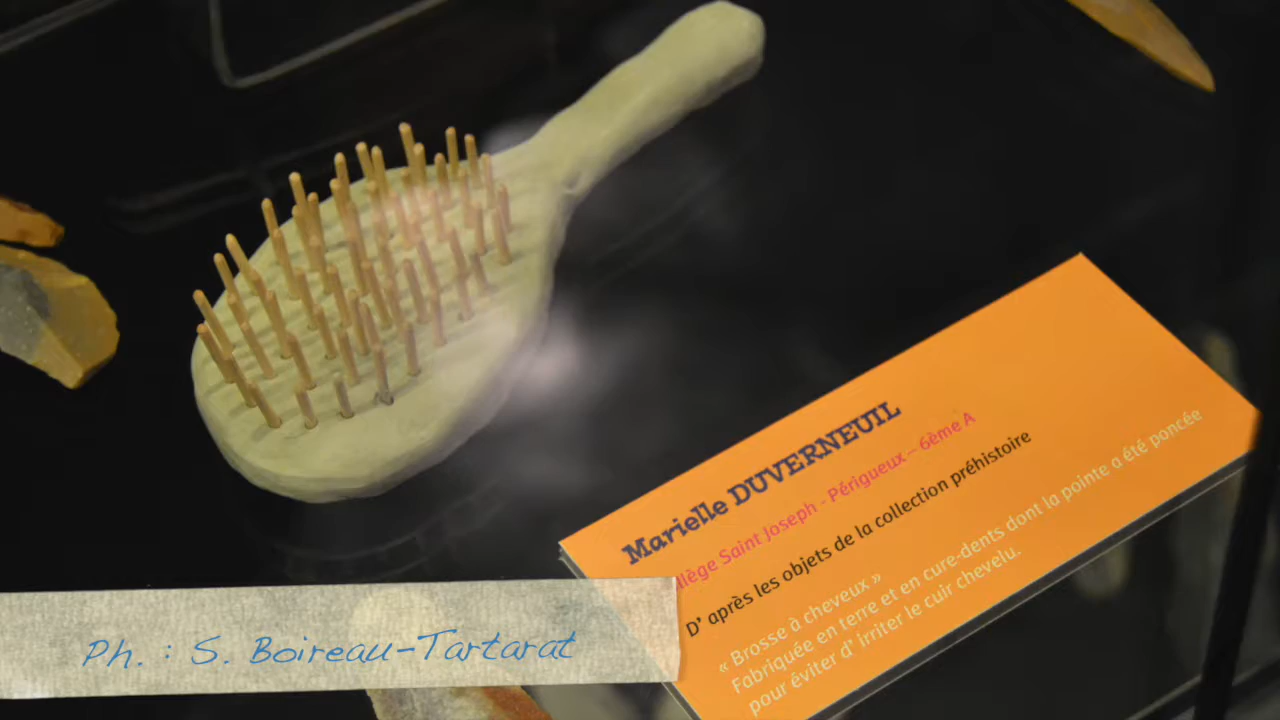 Marielle DUVERNEUIL
llège Saint Joseph - Périgueux – 6ème A
D' après les objets de la collection préhistoire
« Brosse à cheveux »
Fabriquée en terre et en cure-dents dont la pointe a été poncée
pour éviter d' irriter le cuir chevelu.
Ph. : S. Boireau-Tartarat